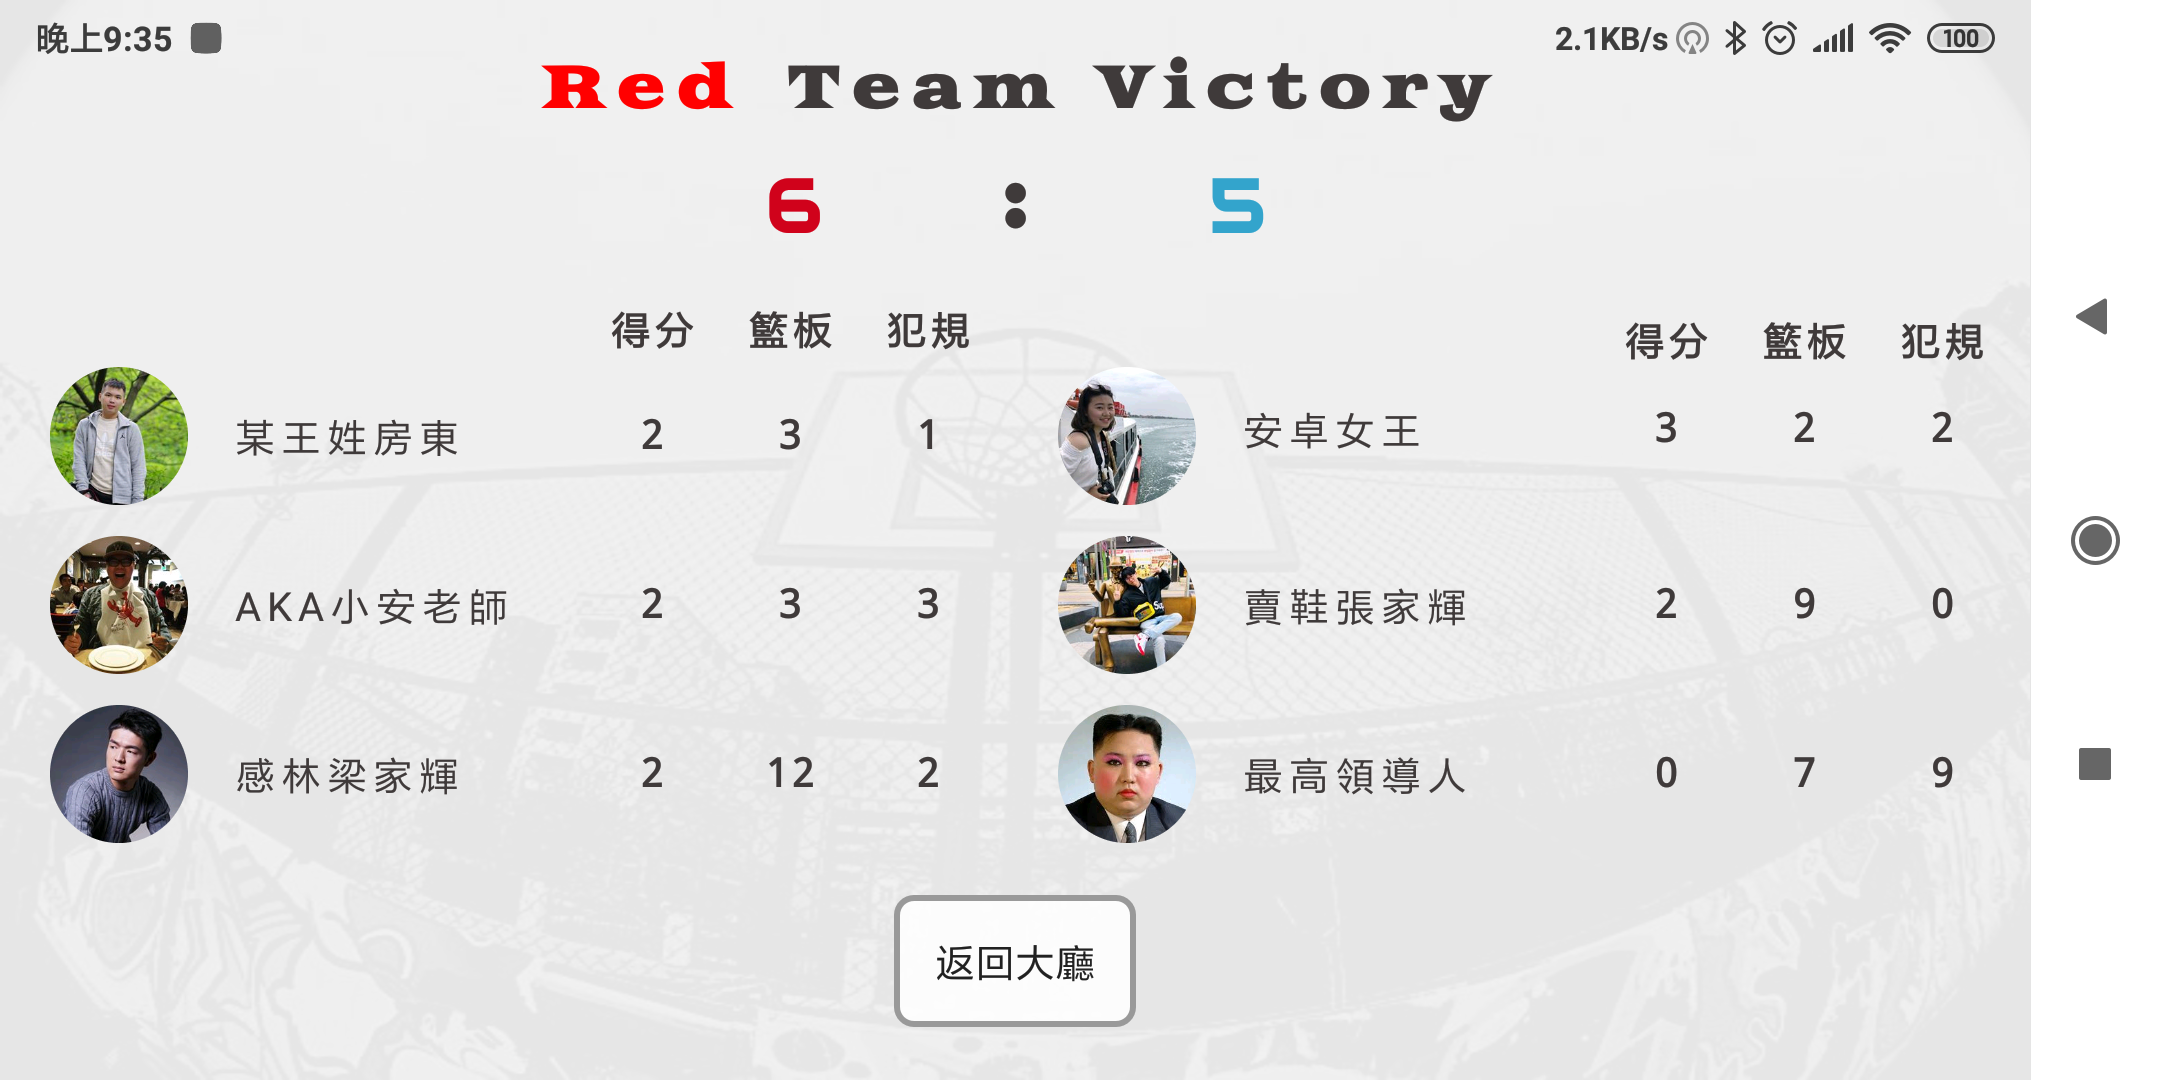 晚上9:35 2.1KB/s 100
Red Team Victory
6 : 5
得分 籃板 犯規
某王姓房東 2 3 1
AKA小安老師 2 3 3
感林梁家輝 2 12 2
得分 籃板 犯規
安卓女王 3 2 2
賣鞋張家輝 2 9 0
最高領導人 0 7 9
返回大廳